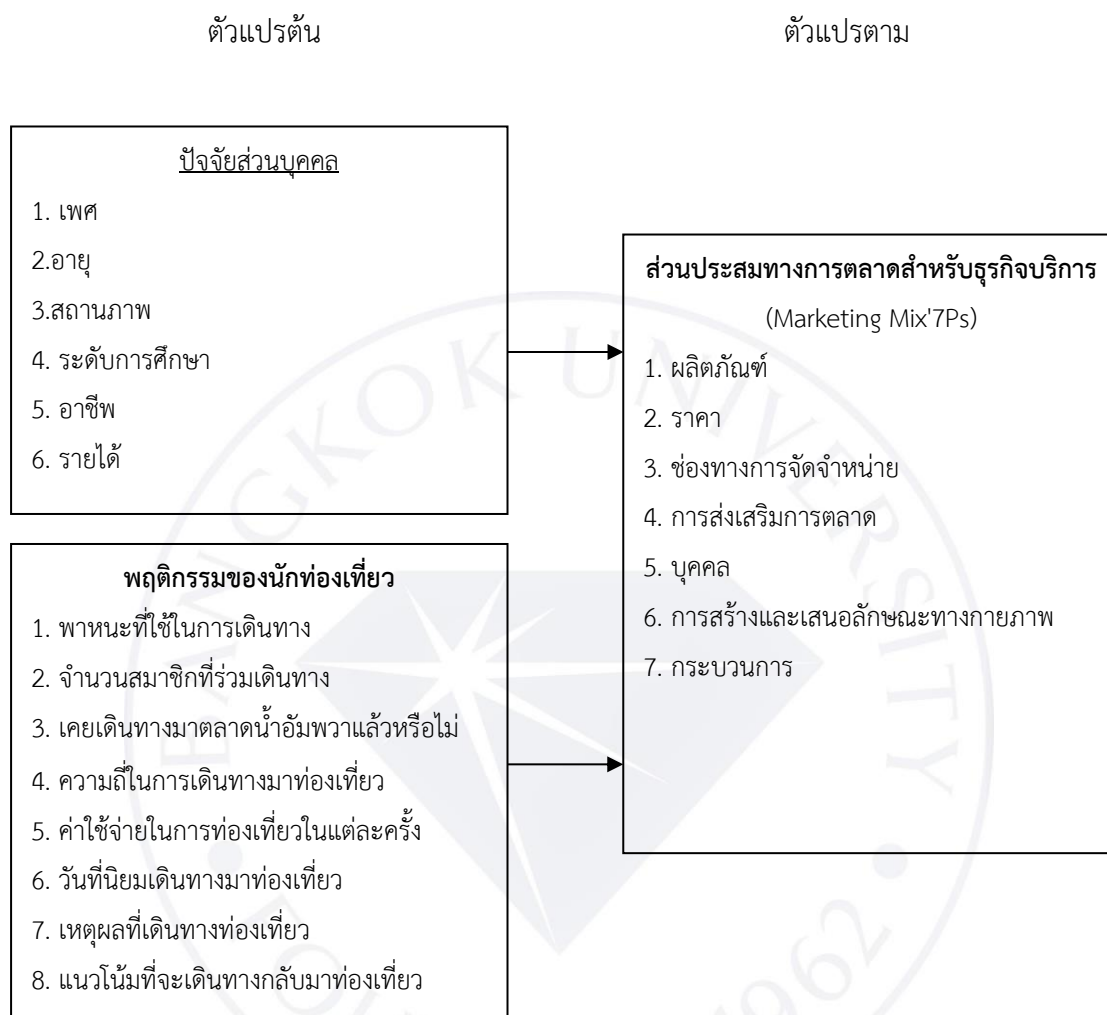 ตัวแปรต้น
ตัวแปรตาม
ปัจจัยส่วนบุคคล
1. เพศ
2.อายุ
3.สถานภาพ
4. ระดับการศึกษา
5. อาชีพ
6. รายได้
พฤติกรรมของนักท่องเที่ยว
1. พาหนะที่ใช้ในการเดินทาง
2. จำนวนสมาชิกที่ร่วมเดินทาง
3. เคยเดินทางมาตลาดน้ำอัมพวาแล้วหรือไม่
4. ความถี่ในการเดินทางมาท่องเที่ยว
5. ค่าใช้จ่ายในการท่องเที่ยวในแต่ละครั้ง
6. วันที่นิยมเดินทางมาท่องเที่ยว
7. เหตุผลที่เดินทางท่องเที่ยว
8. แนวโน้มที่จะเดินทางกลับมาท่องเที่ยว
ส่วนประสมทางการตลาดสำหรับธุรกิจบริการ
(Marketing Mix'7Ps)
1. ผลิตภัณฑ์
2. ราคา
3. ช่องทางการจัดจำหน่าย
4. การส่งเสริมการตลาด
5. บุคคล
6. การสร้างและเสนอลักษณะทางกายภาพ
7. กระบวนการ
BANGKOK UNIVERSITY
962